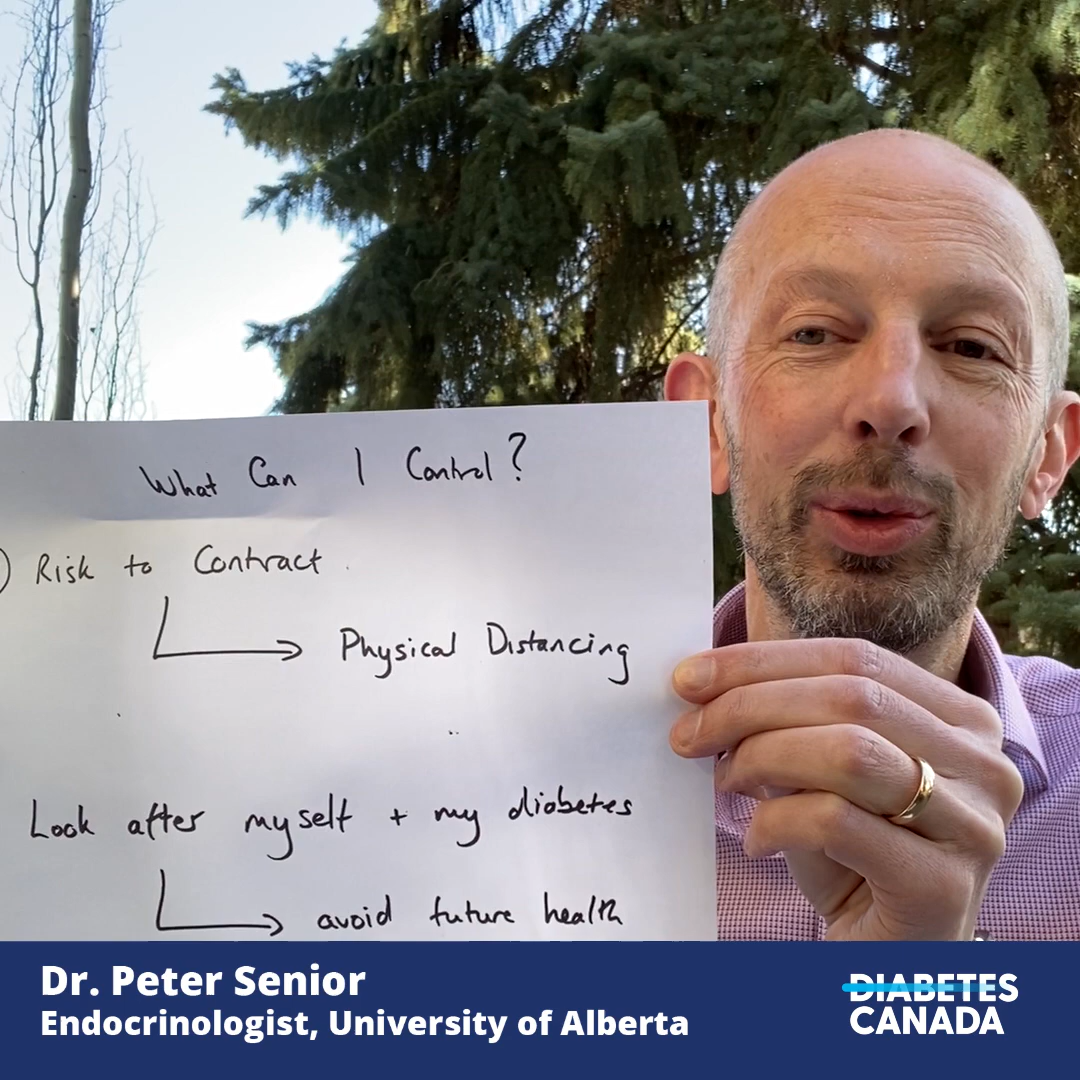 What Can I Control?
) Risk to Contract
Physical Distancing
Look after myself + my diabetes
avoid future health
Dr. Peter Senior
Endocrinologist, University of Alberta
DIABETES
CANADA